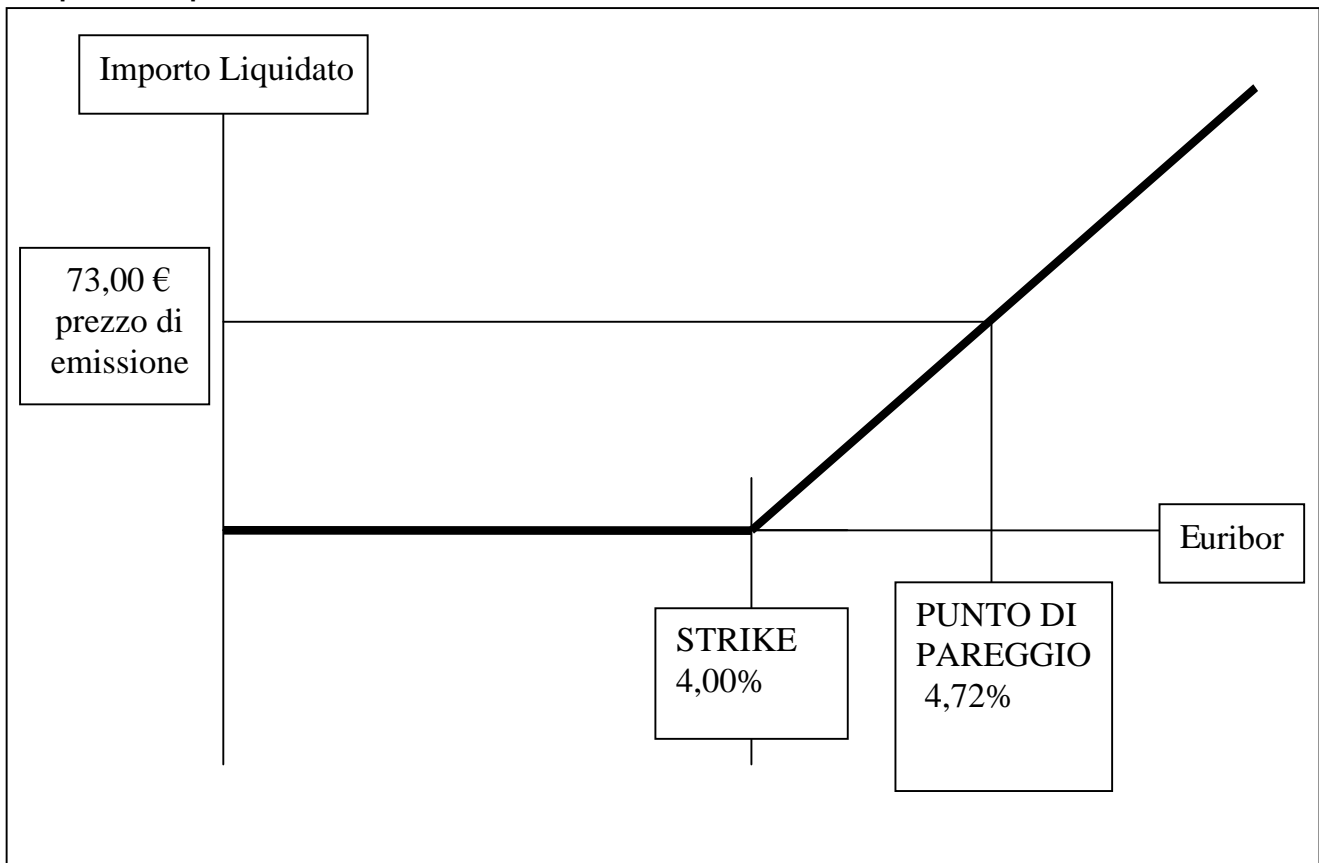 Importo Liquidato
73,00 €
prezzo di
emissione
Euribor
STRIKE
4,00%
PUNTO DI
PAREGGIO
4,72%